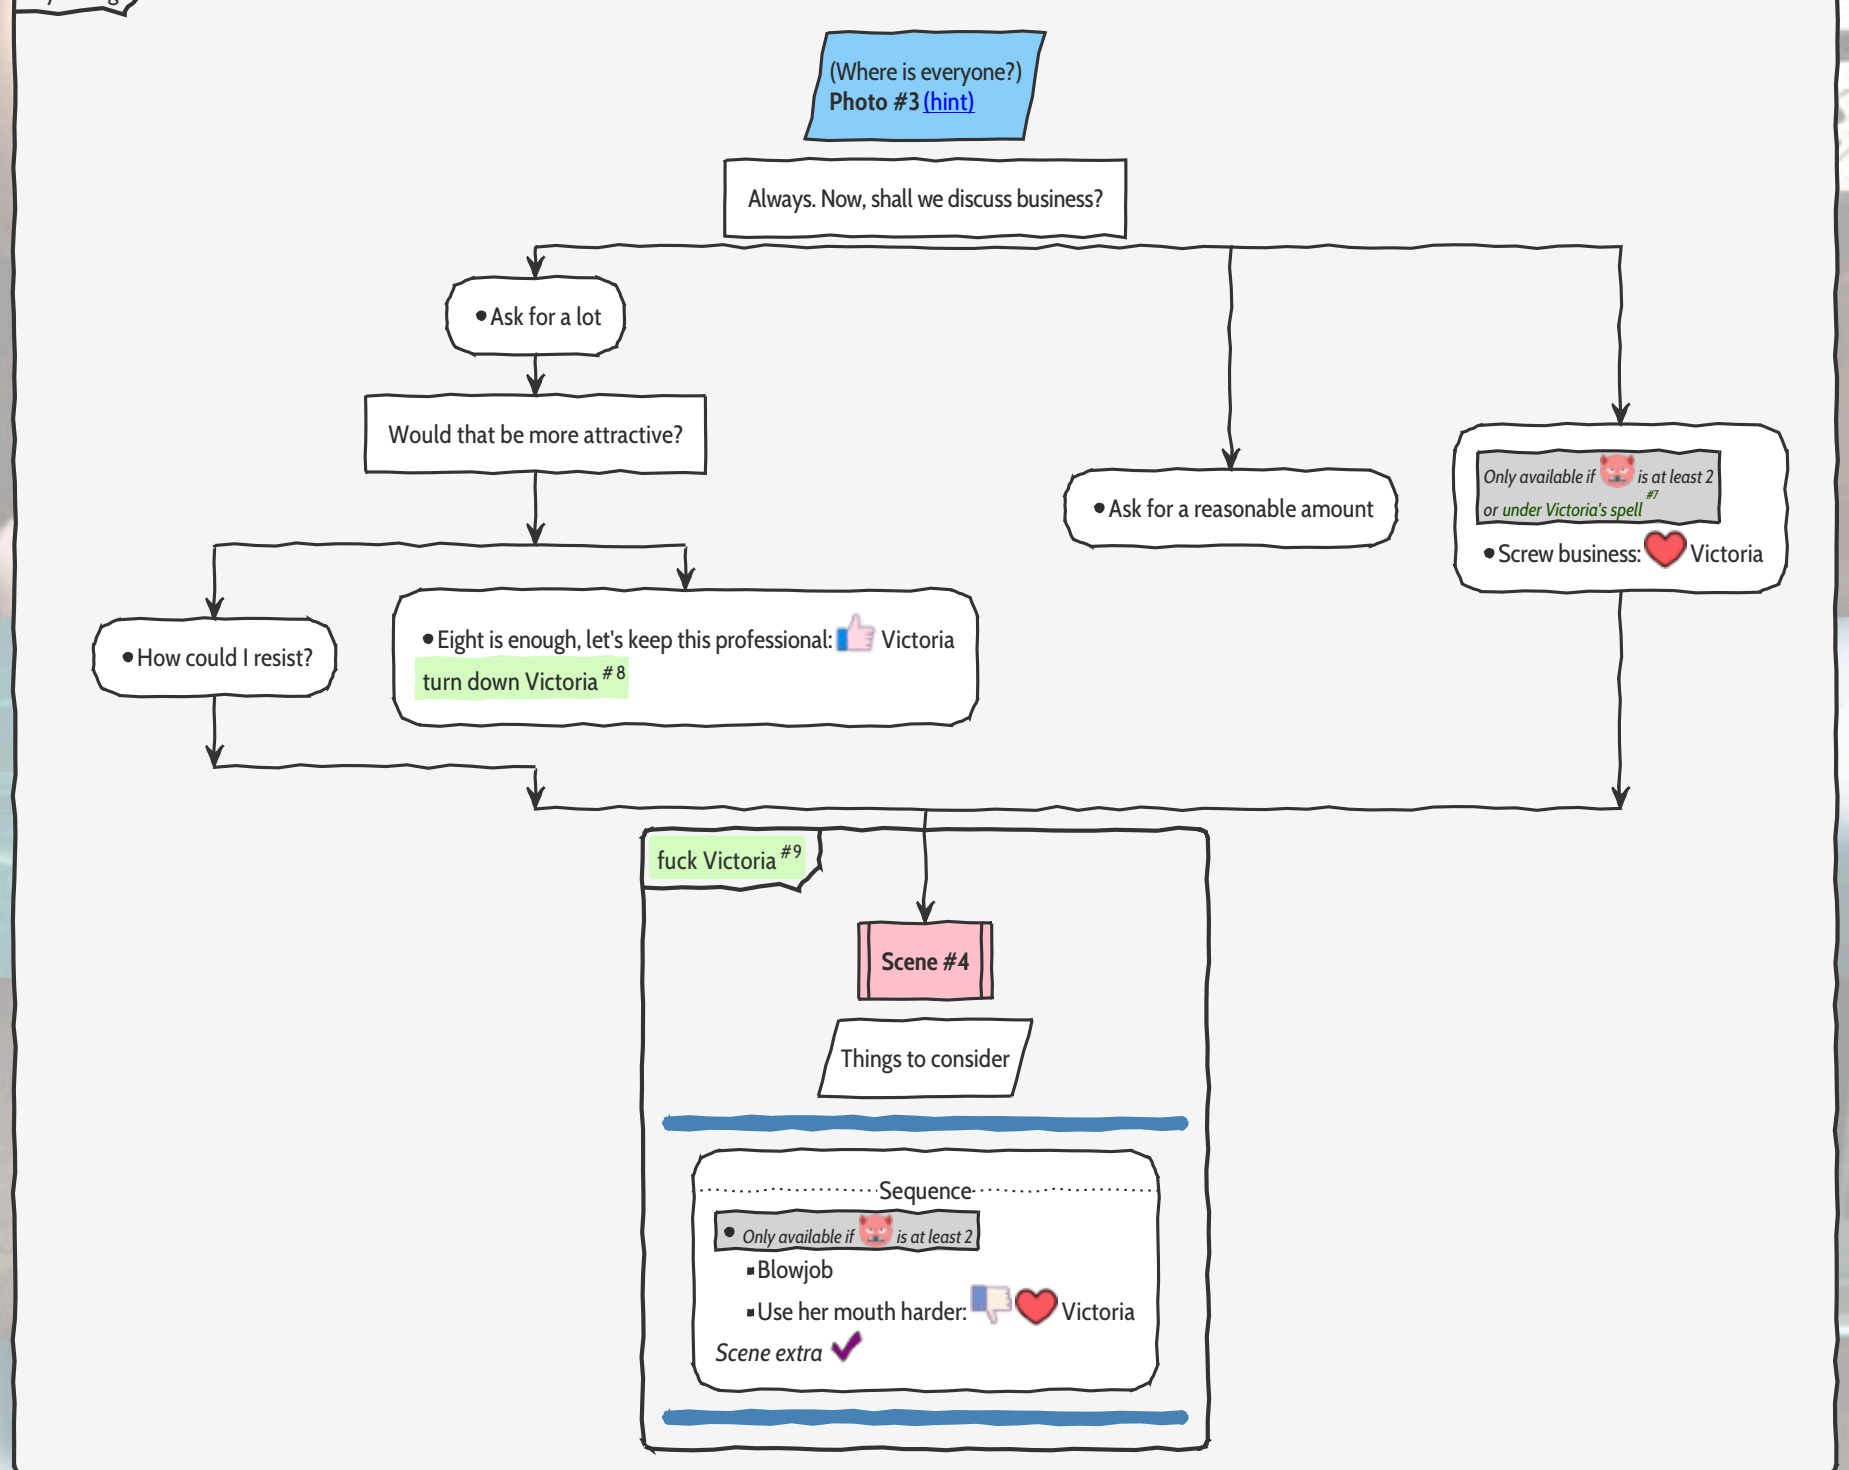 (Where is everyone?)
Photo #3 (hint)
Always. Now, shall we discuss business?
Ask for a lot
Would that be more attractive?
Ask for a reasonable amount
Only available if is at least 2
or under Victoria's spell #7
Screw business: Victoria
How could I resist?
Eight is enough, let's keep this professional: Victoria
turn down Victoria #8
fuck Victoria #9
Scene #4
Things to consider
Sequence
Only available if is at least 2
Blowjob
Use her mouth harder: Victoria
Scene extra